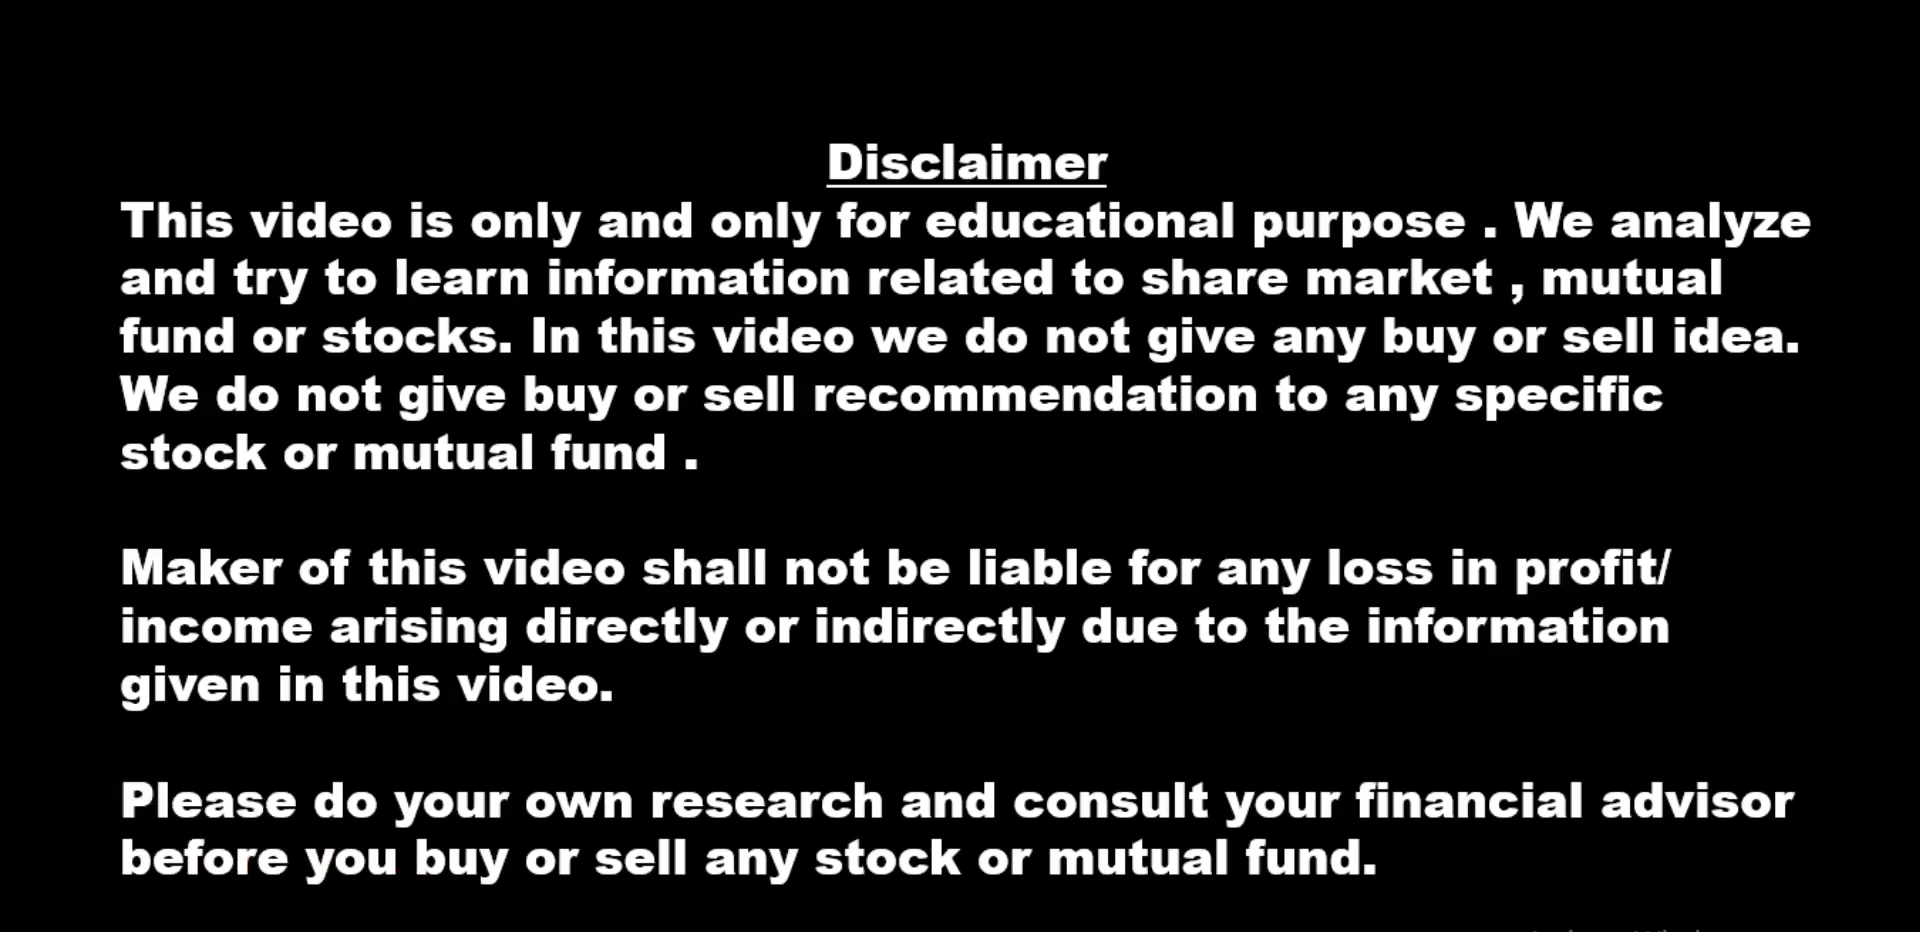 Disclaimer
This video is only and only for educational purpose . We analyze
and try to learn information related to share market , mutual
fund or stocks. In this video we do not give any buy or sell idea.
We do not give buy or sell recommendation to any specific
stock or mutual fund .
Maker of this video shall not be liable for any loss in profit/
income arising directly or indirectly due to the information
given in this video.
Please do your own research and consult your financial advisor
before you buy or sell any stock or mutual fund.